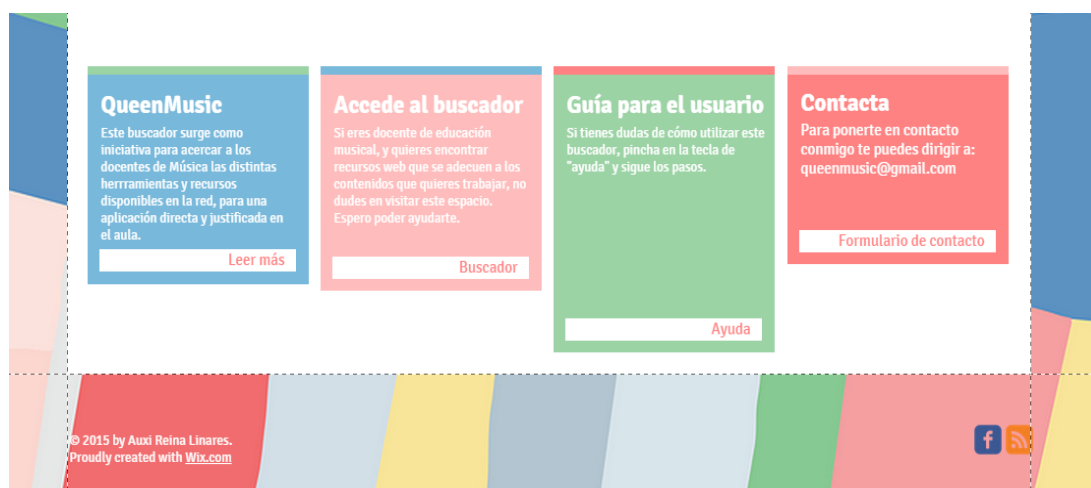 QueenMusic
Este buscador surge como
iniciativa para acercar a los
docentes de Música las distintas
herrramientas y recursos
disponibles en la red, para una
aplicación directa y justificada en
el aula.
Leer más
Accede al buscador
Si eres docente de educación
musical, y quieres encontrar
recursos web que se adecuen a los
contenidos que quieres trabajar, no
dudes en visitar este espacio.
Espero poder ayudarte.
Buscador
Guía para el usuario
Si tienes dudas de cómo utilizar este
buscador, pincha en la tecla de
"ayuda" y sigue los pasos.
Ayuda
Contacta
Para ponerte en contacto
conmigo te puedes dirigir a:
queenmusic@gmail.com
Formulario de contacto
© 2015 by Auxi Reina Linares.
Proudly created with Wix.com
f